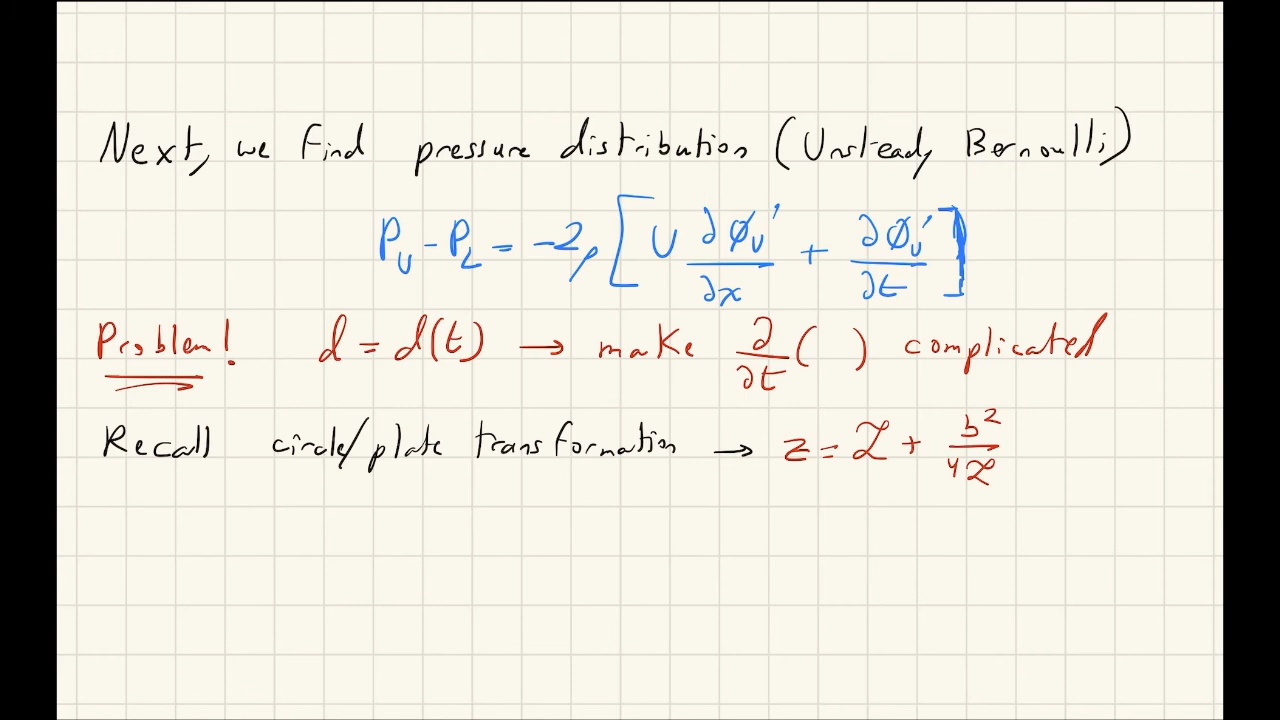 Next, we find pressure distribution (Unsteady Bernoulli)
P_U - P_L = -2ρ [ U ∂φ_U'/∂x + ∂φ_U'/∂t ]
Problem! d = d(t) → make ∂/∂t ( ) complicated
Recall circle/plate transformation → z = Z + b²/4Z